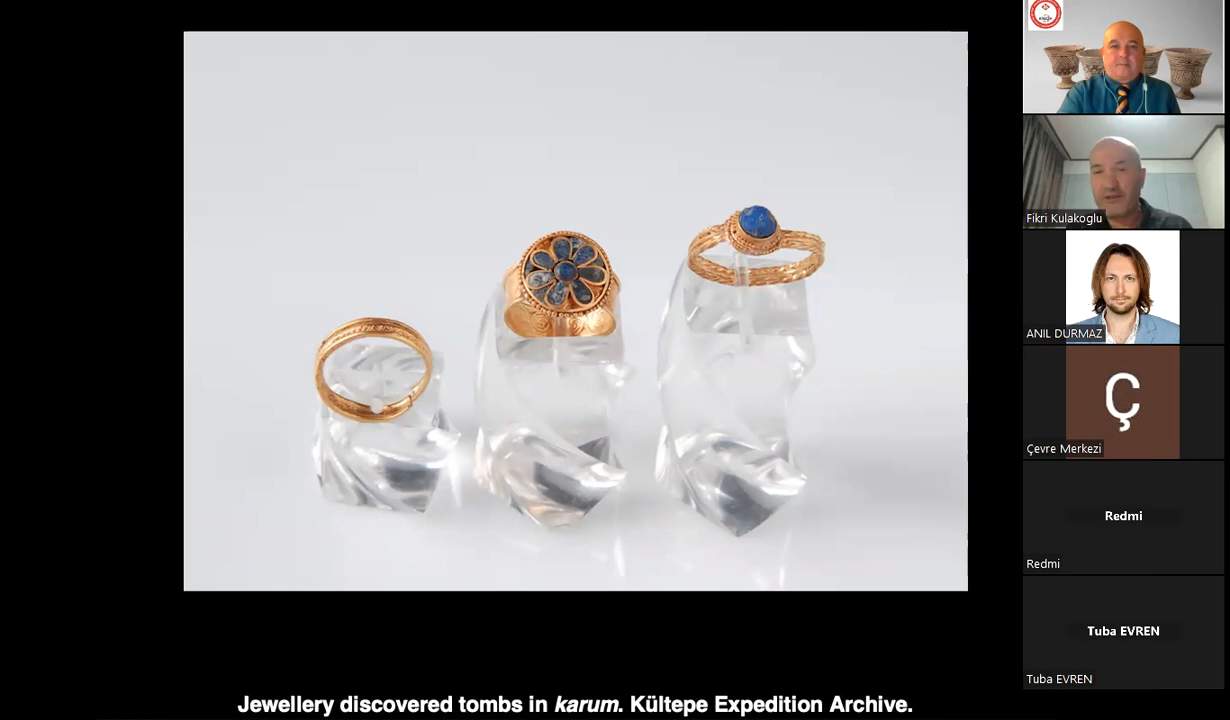 Jewellery discovered tombs in karum. Kültepe Expedition Archive.
Fikri Kulakoglu
ANIL DURMAZ
Ç
Çevre Merkezi
Redmi
Redmi
Tuba EVREN
Tuba EVREN